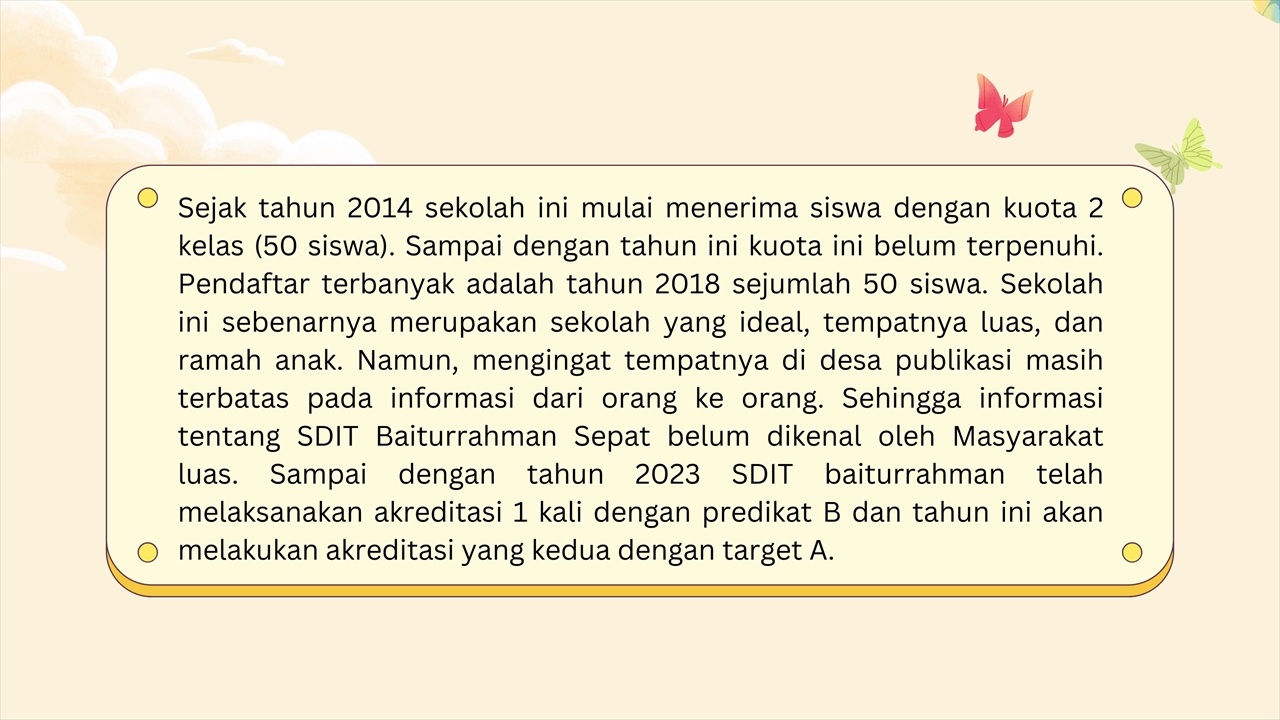 Sejak tahun 2014 sekolah ini mulai menerima siswa dengan kuota 2
kelas (50 siswa). Sampai dengan tahun ini kuota ini belum terpenuhi.
Pendaftar terbanyak adalah tahun 2018 sejumlah 50 siswa. Sekolah
ini sebenarnya merupakan sekolah yang ideal, tempatnya luas, dan
ramah anak. Namun, mengingat tempatnya di desa publikasi masih
terbatas pada informasi dari orang ke orang. Sehingga informasi
tentang SDIT Baiturrahman Sepat belum dikenal oleh Masyarakat
luas. Sampai dengan tahun 2023 SDIT baiturrahman telah
melaksanakan akreditasi 1 kali dengan predikat B dan tahun ini akan
melakukan akreditasi yang kedua dengan target A.